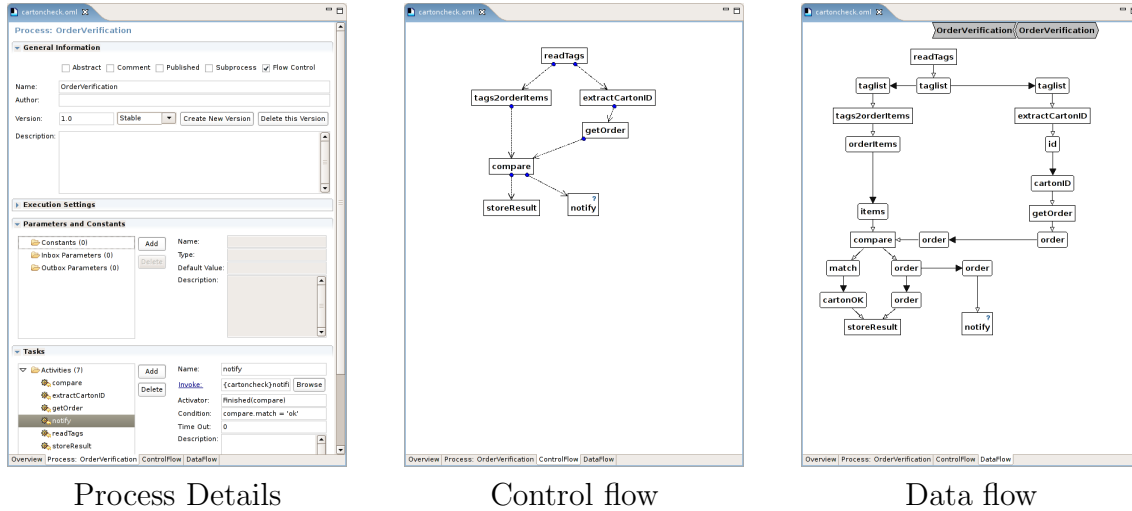 cartoncheck.oml
Process: OrderVerification
General Information
Abstract Comment Published Subprocess Flow Control
Name: OrderVerification
Author:
Version: 1.0 Stable Create New Version Delete this Version
Description:
Execution Settings
Parameters and Constants
Constants (0) Add Name:
Inbox Parameters (0) Delete Type:
Outbox Parameters (0) Default Value:
Description:
Tasks
Activities (7) Add Name: notify
compare Delete Invoke: {cartoncheck}notifi Browse
extractCartonID Activator: Finished(compare)
getOrder Condition: compare.match = 'ok'
notify Time Out: 0
readTags Description:
storeResult
Overview Process: OrderVerification ControlFlow DataFlow
Process Details
cartoncheck.oml
readTags
tags2orderItems extractCartonID
getOrder
compare
storeResult notify ?
Overview Process: OrderVerification ControlFlow DataFlow
Control flow
cartoncheck.oml
OrderVerification OrderVerification
readTags
taglist taglist taglist
tags2orderItems extractCartonID
orderItems id
cartonID
items getOrder
compare order order
match order order
cartonOK order
storeResult notify ?
Overview Process: OrderVerification ControlFlow DataFlow
Data flow